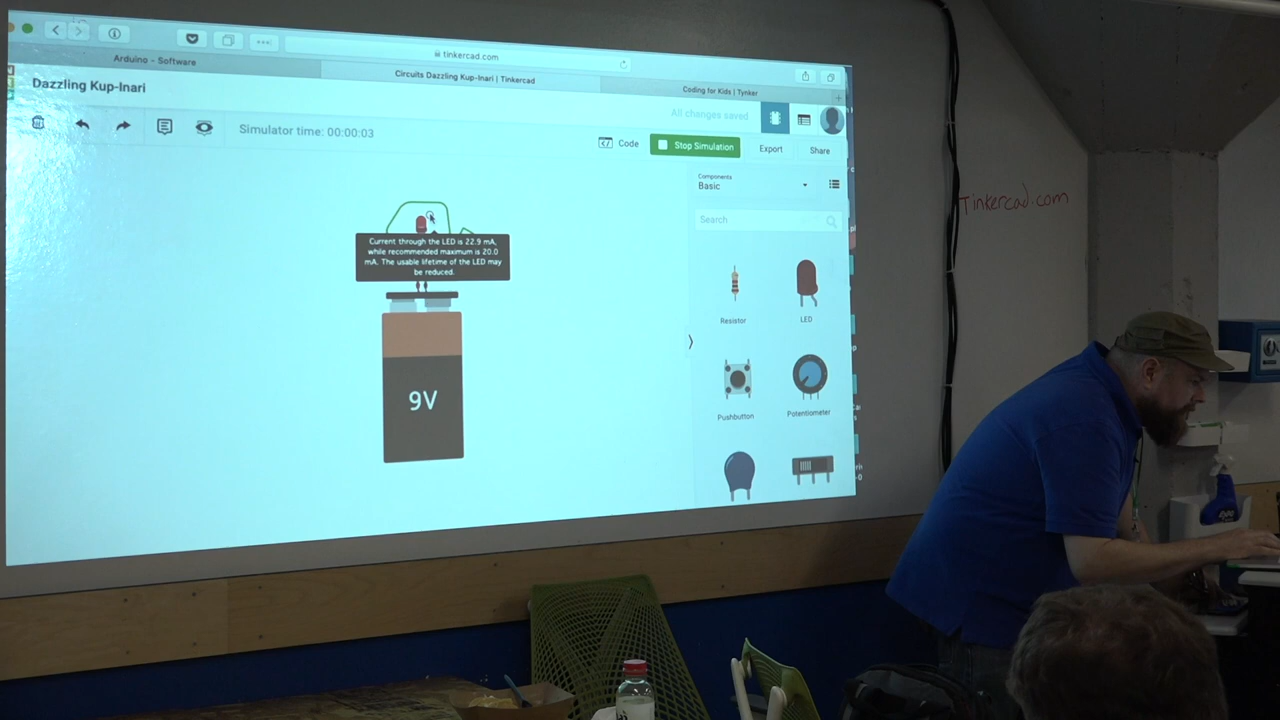 tinkercad.com
Arduino - Software
Circuits Dazzling Kup-Inari | Tinkercad
Coding for Kids | Tynker
Dazzling Kup-Inari
All changes saved
Simulator time: 00:00:03
Code
Stop Simulation
Export
Share
Components
Basic
Search
Current through the LED is 22.9 mA,
while recommended maximum is 20.0
mA. The usable lifetime of the LED may
be reduced.
Resistor
LED
9V
Pushbutton
Potentiometer
Tinkercad.com